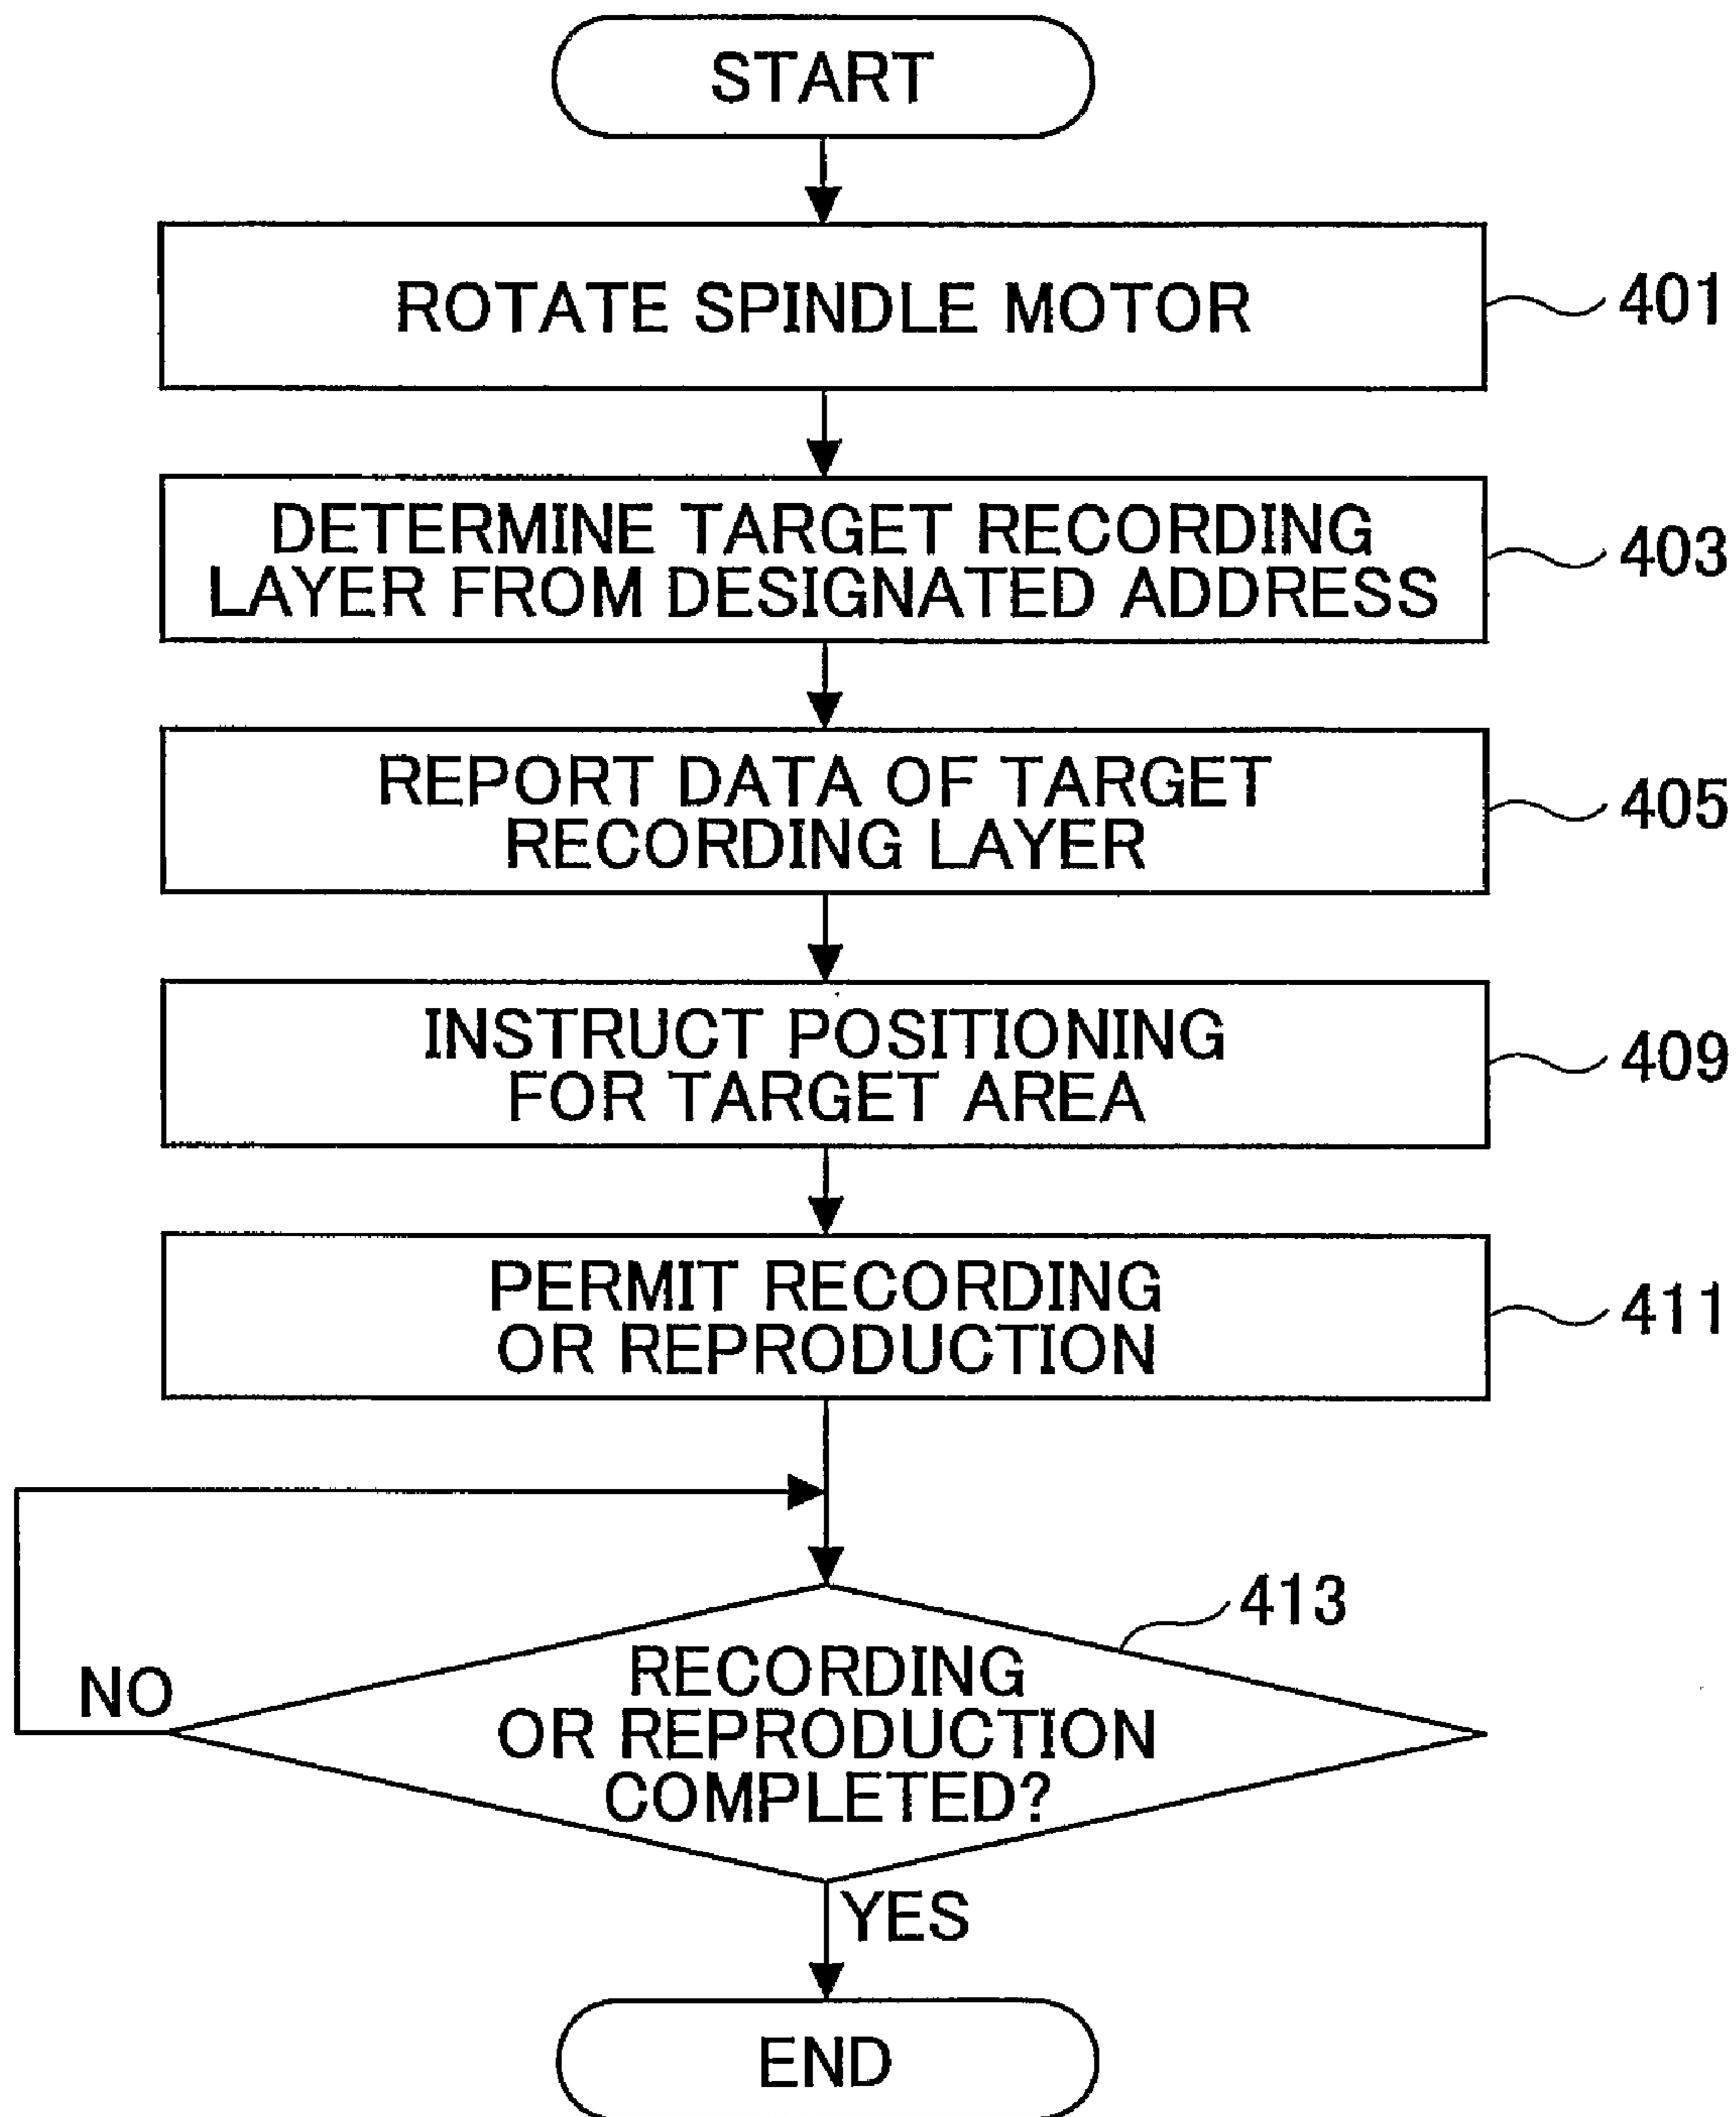 START
ROTATE SPINDLE MOTOR
401
DETERMINE TARGET RECORDING
LAYER FROM DESIGNATED ADDRESS
403
REPORT DATA OF TARGET
RECORDING LAYER
405
INSTRUCT POSITIONING
FOR TARGET AREA
409
PERMIT RECORDING
OR REPRODUCTION
411
413
RECORDING
OR REPRODUCTION
COMPLETED?
NO
YES
END